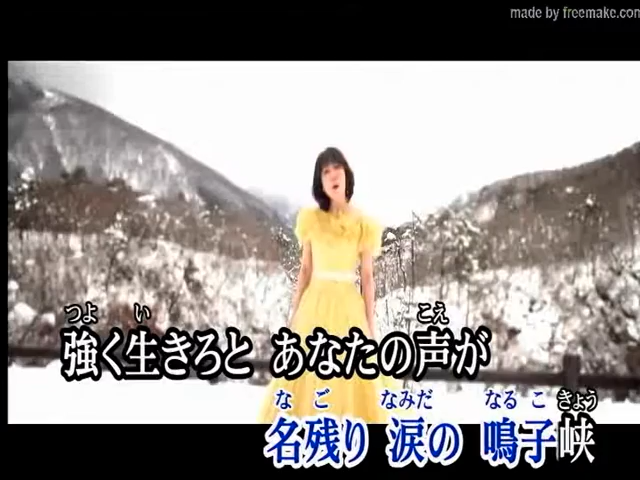 made by freemake.com
つよ い こえ
強く生きろと あなたの声が
な ご なみだ なる こ きょう
名残り 涙の 鳴子峡